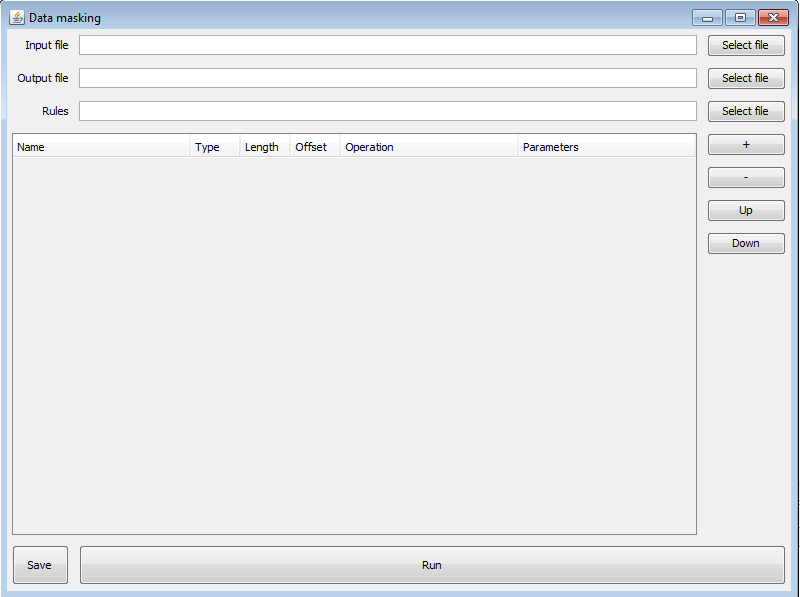 Data masking
Input file Select file
Output file Select file
Rules Select file
Name Type Length Offset Operation Parameters +
-
Up
Down
Save Run